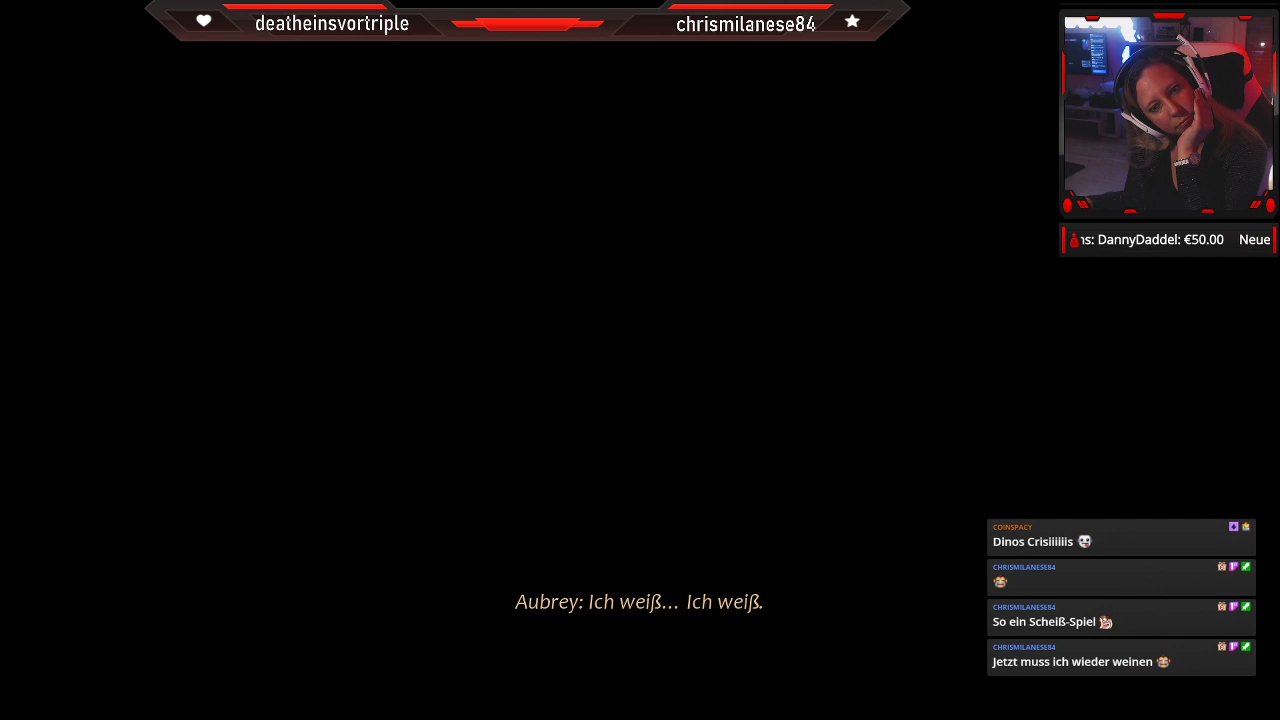 deatheinsvortriple
chrismilanese84
ns: DannyDaddel: €50.00 Neue
COINSPACY
Dinos Crisiiiiiis
CHRISMILANESE84
CHRISMILANESE84
So ein Scheiß-Spiel
CHRISMILANESE84
Jetzt muss ich wieder weinen
Aubrey: Ich weiß... Ich weiß.